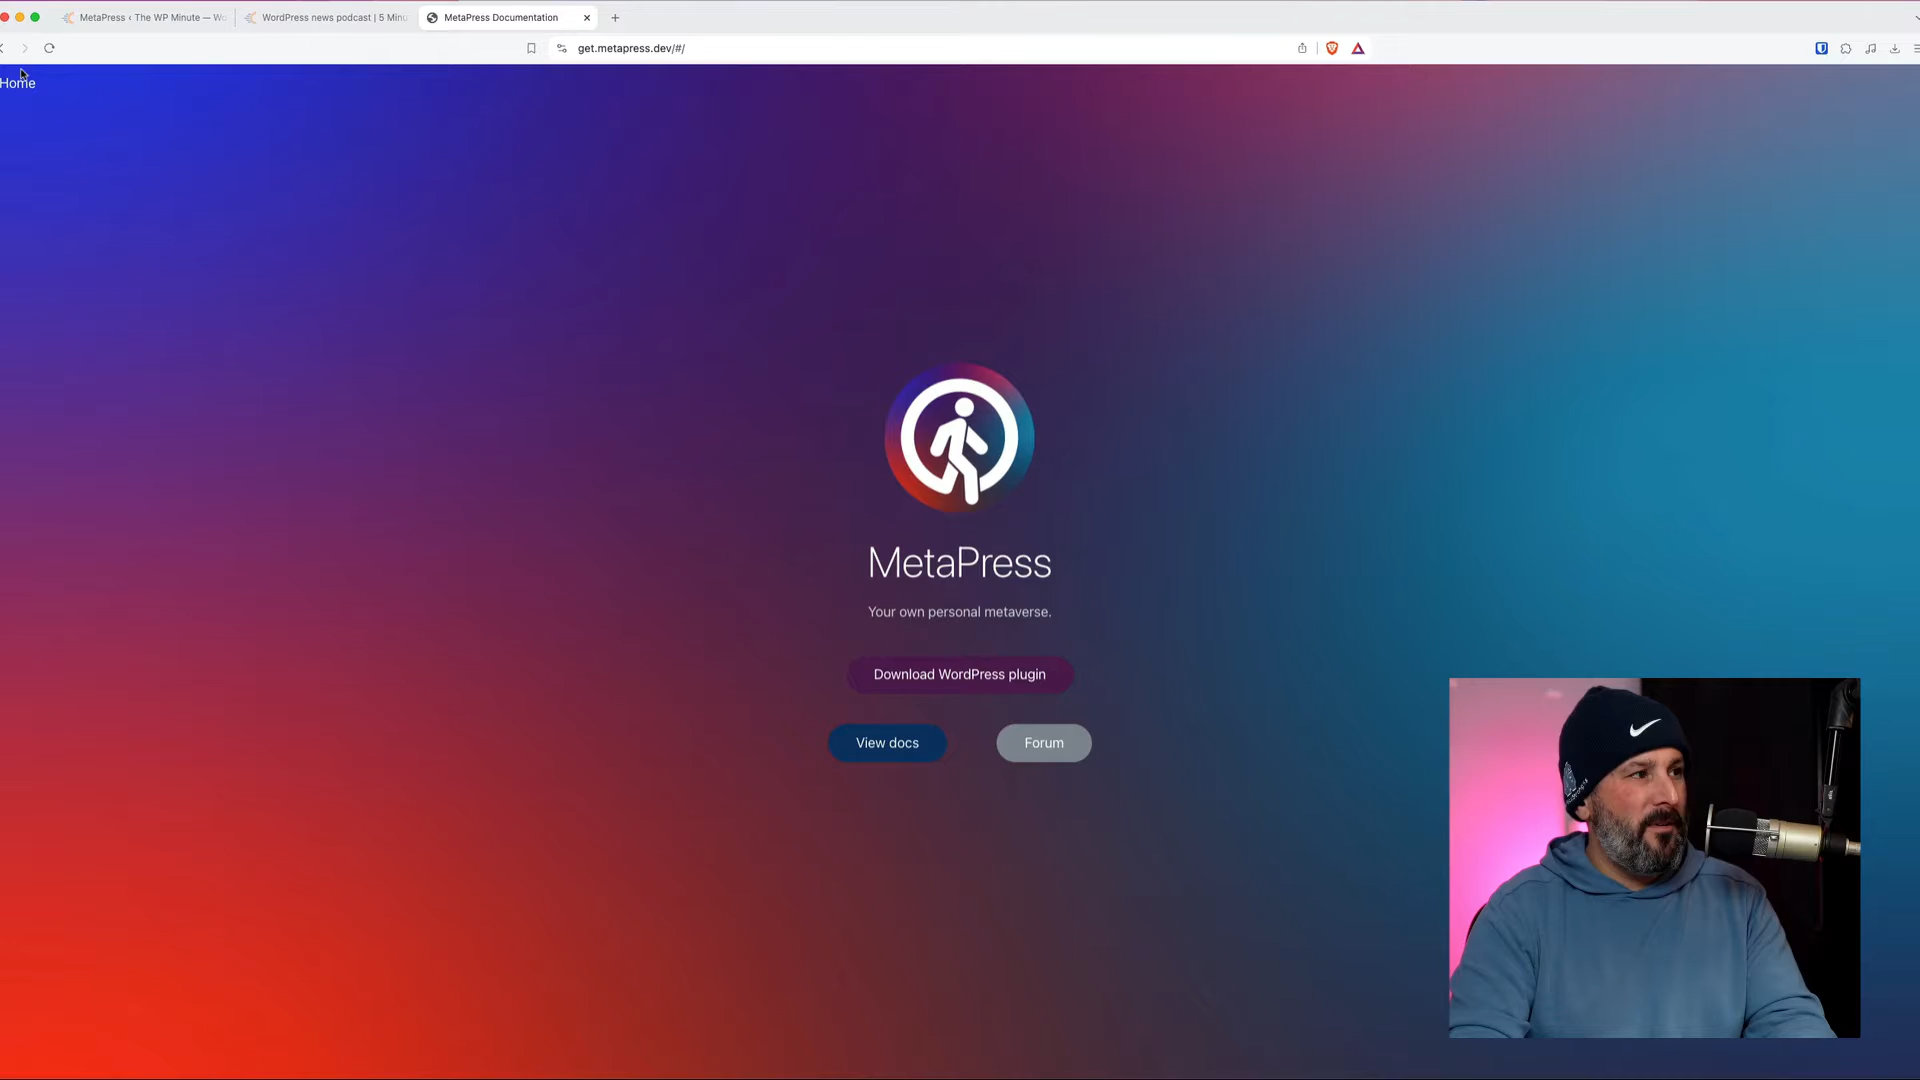 MetaPress ‹ The WP Minute — Wo
WordPress news podcast | 5 Minu
MetaPress Documentation
get.metapress.dev/#/
Home
MetaPress
Your own personal metaverse.
Download WordPress plugin
View docs
Forum